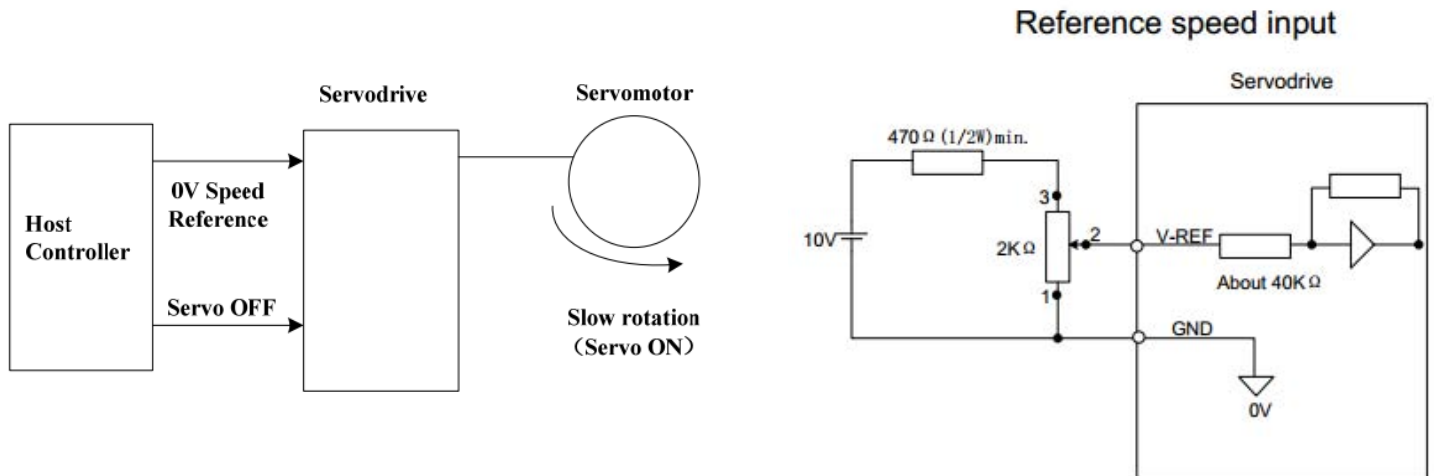 Servodrive
Servomotor
Host
Controller
0V Speed
Reference
Servo OFF
Slow rotation
（Servo ON）
Reference speed input
Servodrive
470Ω(1/2W)min.
10V
3
2KΩ
2
1
V-REF
About 40KΩ
GND
0V